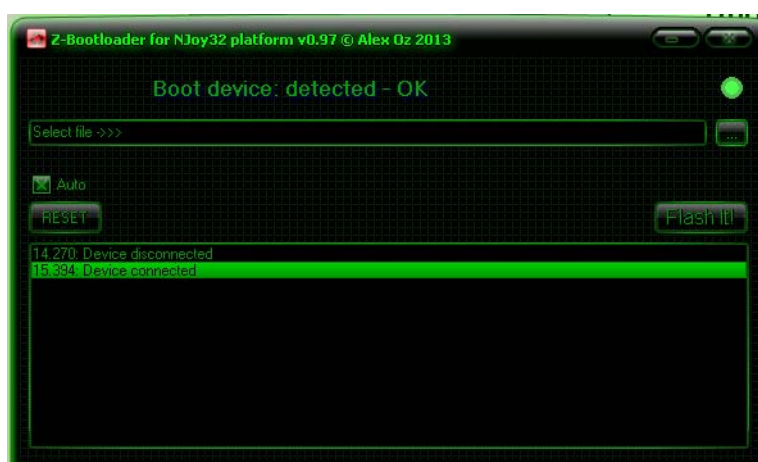 Z-Bootloader for NJoy32 platform v0.97 © Alex Oz 2013
Boot device: detected - OK
Select file ->>>
...
Auto
RESET
Flash It!
14.270: Device disconnected
15.394: Device connected